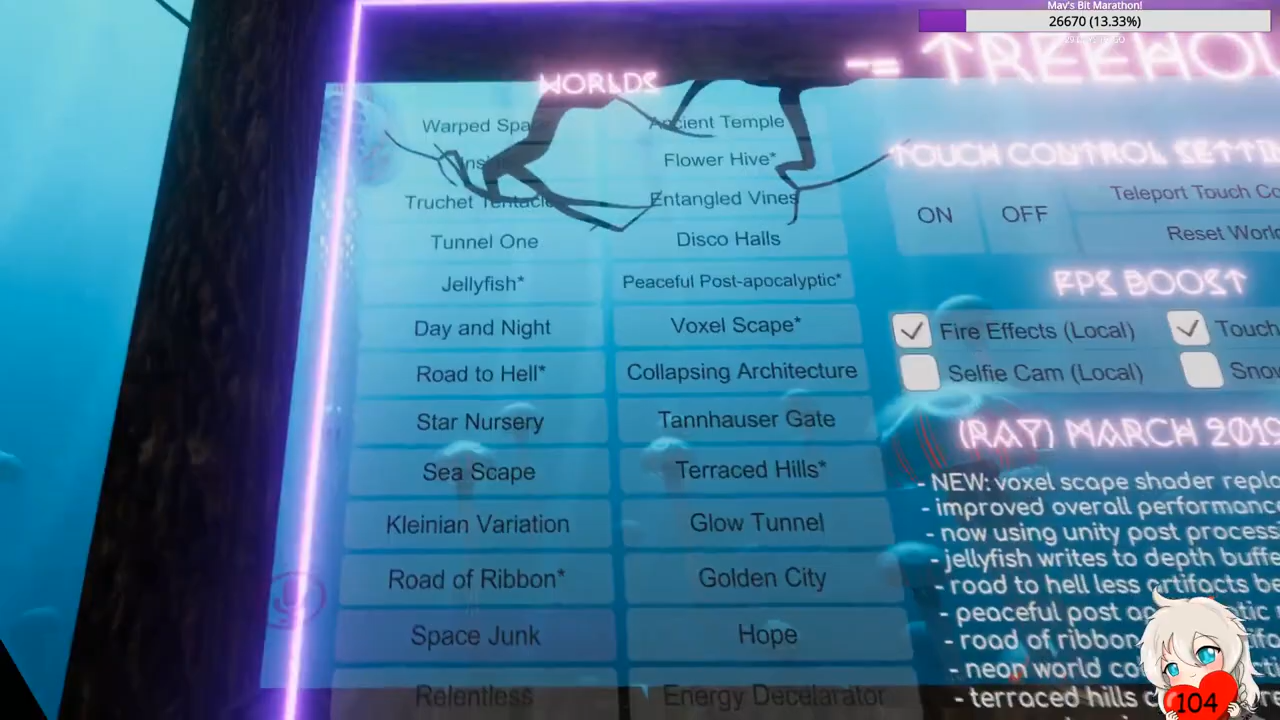 Mav's Bit Marathon!
26670 (13.33%)
-= TREEHOU
WORLDS
Warped Spa
Ancient Temple
Insi
Flower Hive*
Truchet Tentacle
Entangled Vines
Tunnel One
Disco Halls
Jellyfish*
Peaceful Post-apocalyptic*
Day and Night
Voxel Scape*
Road to Hell*
Collapsing Architecture
Star Nursery
Tannhauser Gate
Sea Scape
Terraced Hills*
Kleinian Variation
Glow Tunnel
Road of Ribbon*
Golden City
Space Junk
Hope
Relentless
Energy Decelarator
TOUCH CONTROL SETTI
ON
OFF
Teleport Touch Co
Reset World
FPS BOOST
Fire Effects (Local)
Touch
Selfie Cam (Local)
Snow
(RAY) MARCH 2019
- NEW: voxel scape shader repla
- improved overall performanc
- now using unity post process
- jellyfish writes to depth buffe
- road to hell less artifacts be
- peaceful post
- road of ribbon
- neon world co
- terraced hills
104